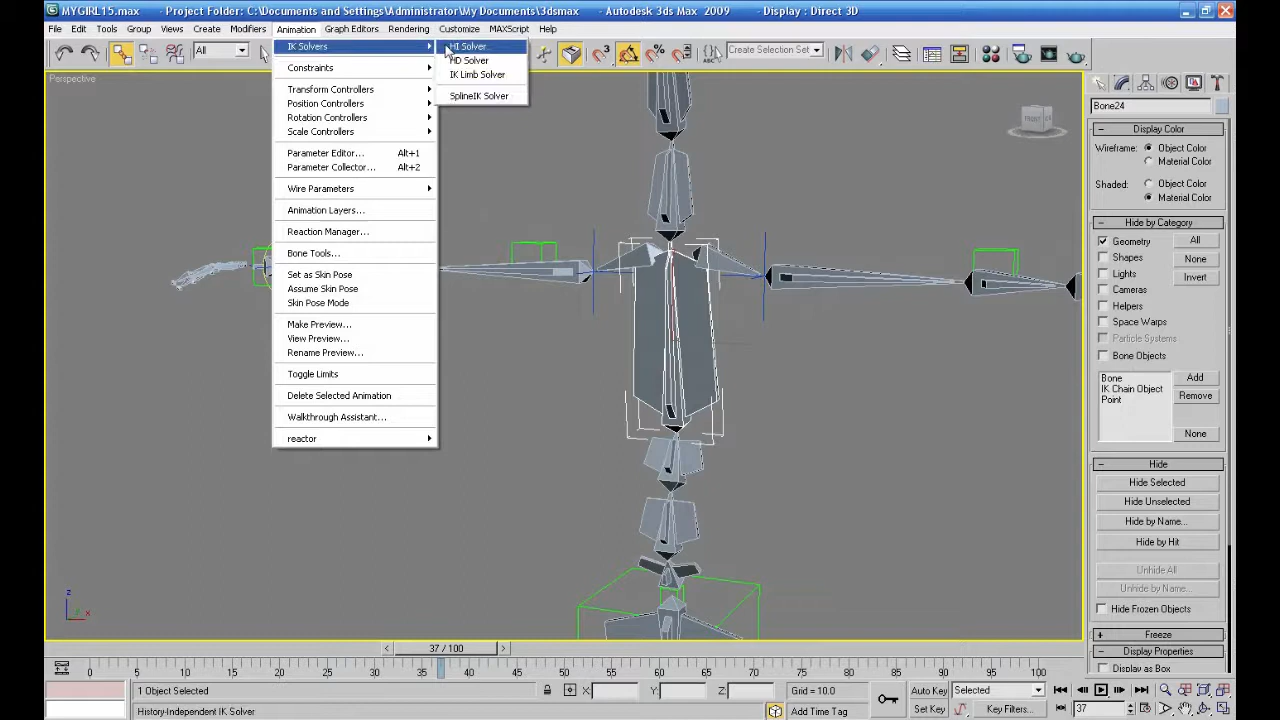 MYGIRL15.max - Project Folder: C:\Documents and Settings\Administrator\My Documents\3dsmax - Autodesk 3ds Max 2009 - Display : Direct 3D
File Edit Tools Group Views Create Modifiers Animation Graph Editors Rendering Customize MAXScript Help
All
Create Selection Set
IK Solvers
HI Solver
HD Solver
IK Limb Solver
SplineIK Solver
Constraints
Transform Controllers
Position Controllers
Rotation Controllers
Scale Controllers
Parameter Editor... Alt+1
Parameter Collector... Alt+2
Wire Parameters
Animation Layers...
Reaction Manager...
Bone Tools...
Set as Skin Pose
Assume Skin Pose
Skin Pose Mode
Make Preview...
View Preview...
Rename Preview...
Toggle Limits
Delete Selected Animation
Walkthrough Assistant...
reactor
Perspective
FRONT
z
x
Bone24
Display Color
Wireframe: Object Color
Material Color
Shaded: Object Color
Material Color
Hide by Category
Geometry All
Shapes None
Lights Invert
Cameras
Helpers
Space Warps
Particle Systems
Bone Objects
Bone
IK Chain Object
Point
Add
Remove
None
Hide
Hide Selected
Hide Unselected
Hide by Name...
Hide by Hit
Unhide All
Unhide by Name...
Hide Frozen Objects
Freeze
Display Properties
Display as Box
37 / 100
0 5 10 15 20 25 30 35 40 45 50 55 60 65 70 75 80 85 90 95 100
1 Object Selected X: Y: Z: Grid = 10.0 Auto Key Selected
History-Independent IK Solver Add Time Tag Set Key Key Filters... 37